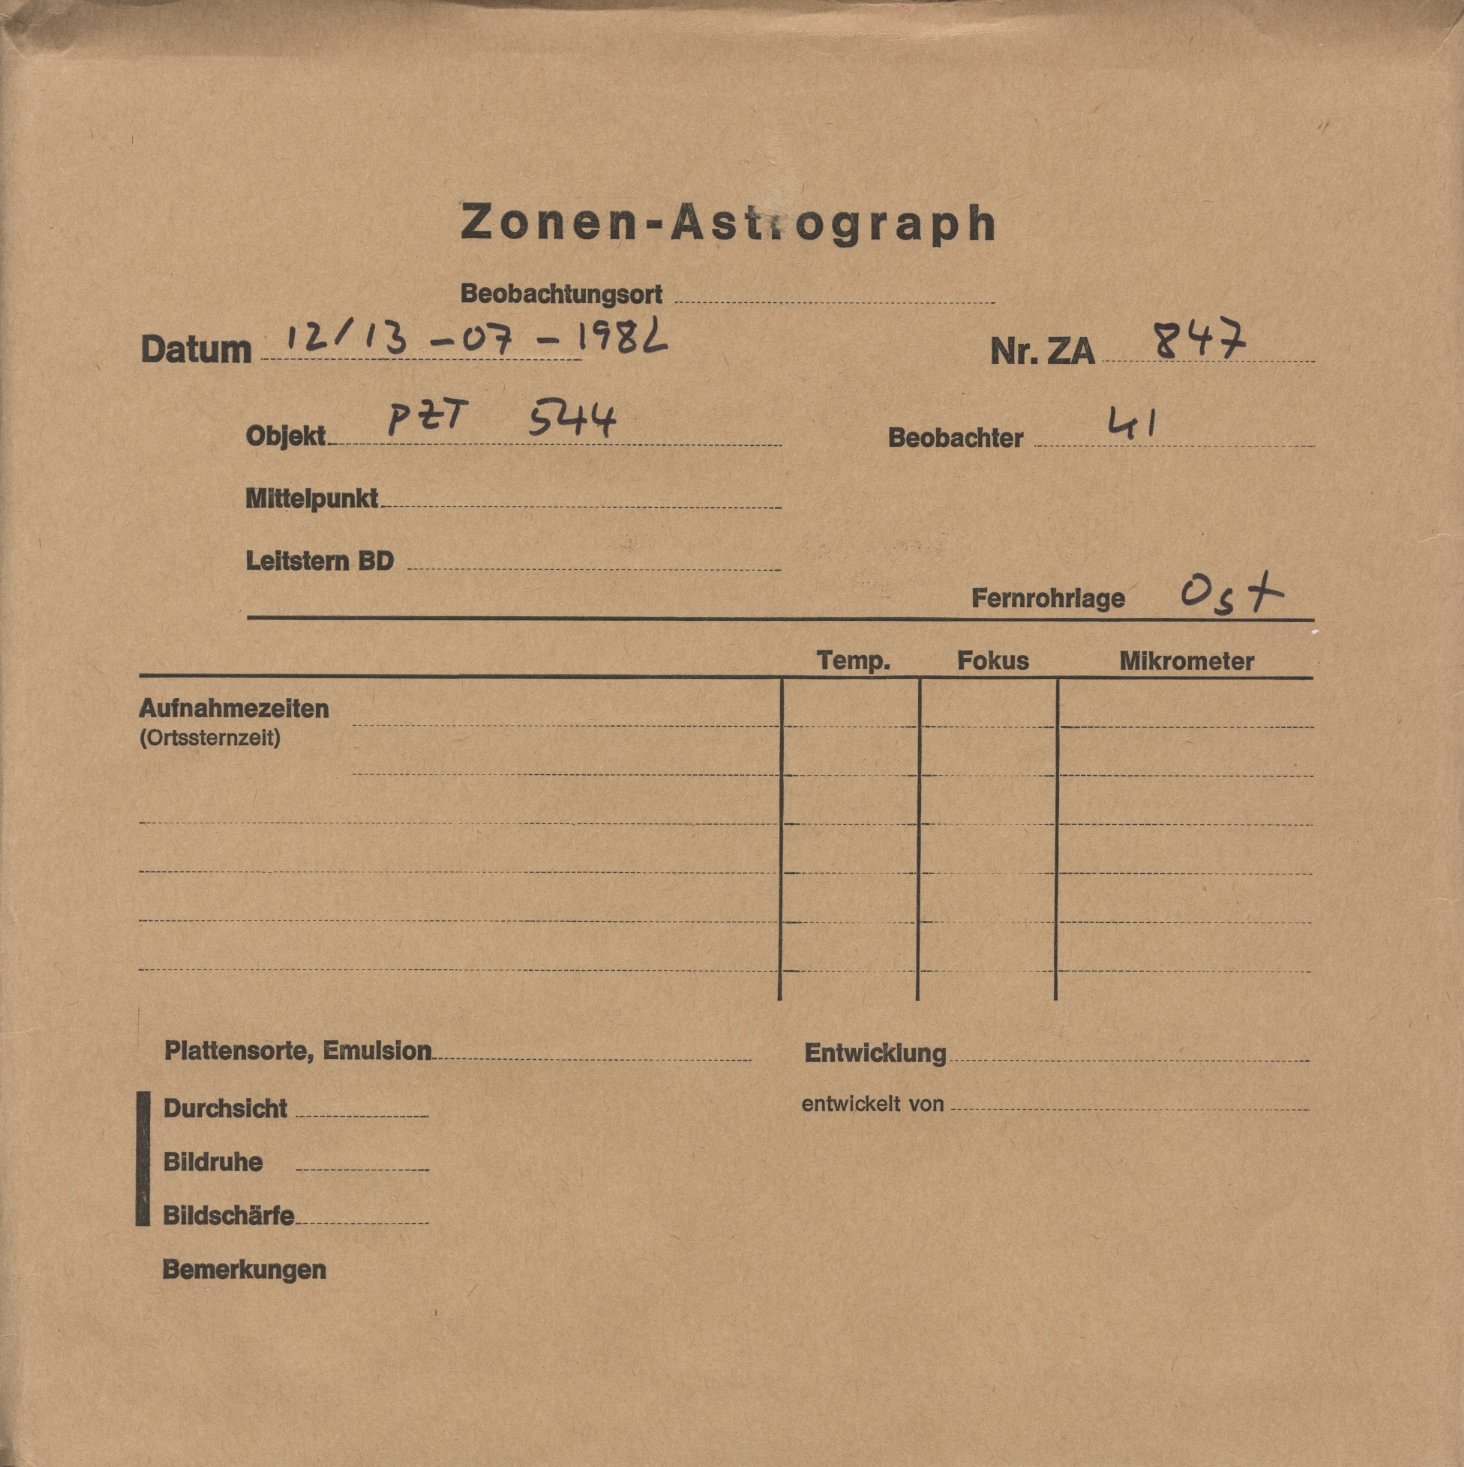 Zonen-Astrograph
Beobachtungsort
Datum 12/13-07-1982 Nr. ZA 847
Objekt PZT 544 Beobachter 41
Mittelpunkt
Leitstern BD
Fernrohrlage Ost
Temp. Fokus Mikrometer
Aufnahmezeiten
(Ortssternzeit)
Plattensorte, Emulsion Entwicklung
Durchsicht entwickelt von
Bildruhe
Bildschärfe
Bemerkungen